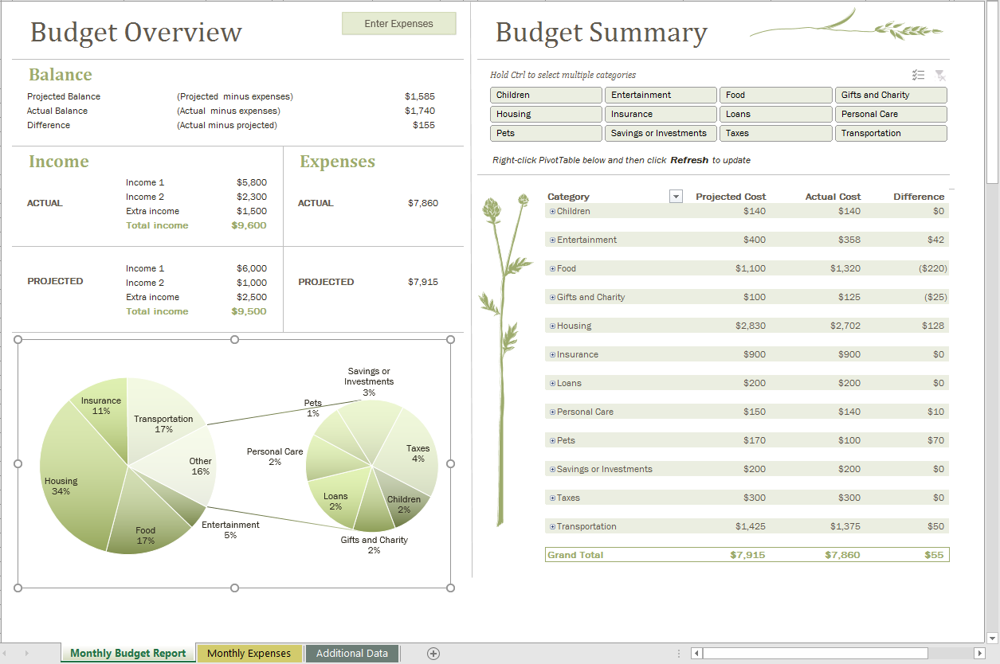 Budget Overview
Enter Expenses
Balance
Projected Balance (Projected  minus expenses) $1,585
Actual Balance (Actual  minus expenses) $1,740
Difference (Actual minus projected) $155
Income
ACTUAL
Income 1 $5,800
Income 2 $2,300
Extra income $1,500
Total income $9,600
PROJECTED
Income 1 $6,000
Income 2 $1,000
Extra income $2,500
Total income $9,500
Expenses
ACTUAL $7,860
PROJECTED $7,915
Insurance
11%
Transportation
17%
Other
16%
Housing
34%
Food
17%
Entertainment
5%
Savings or
Investments
3%
Pets
1%
Personal Care
2%
Taxes
4%
Loans
2%
Children
2%
Gifts and Charity
2%
Budget Summary
Hold Ctrl to select multiple categories
Children Entertainment Food Gifts and Charity
Housing Insurance Loans Personal Care
Pets Savings or Investments Taxes Transportation
Right-click PivotTable below and then click Refresh to update
Category Projected Cost Actual Cost Difference
Children $140 $140 $0
Entertainment $400 $358 $42
Food $1,100 $1,320 ($220)
Gifts and Charity $100 $125 ($25)
Housing $2,830 $2,702 $128
Insurance $900 $900 $0
Loans $200 $200 $0
Personal Care $150 $140 $10
Pets $170 $100 $70
Savings or Investments $200 $200 $0
Taxes $300 $300 $0
Transportation $1,425 $1,375 $50
Grand Total $7,915 $7,860 $55
Monthly Budget Report Monthly Expenses Additional Data